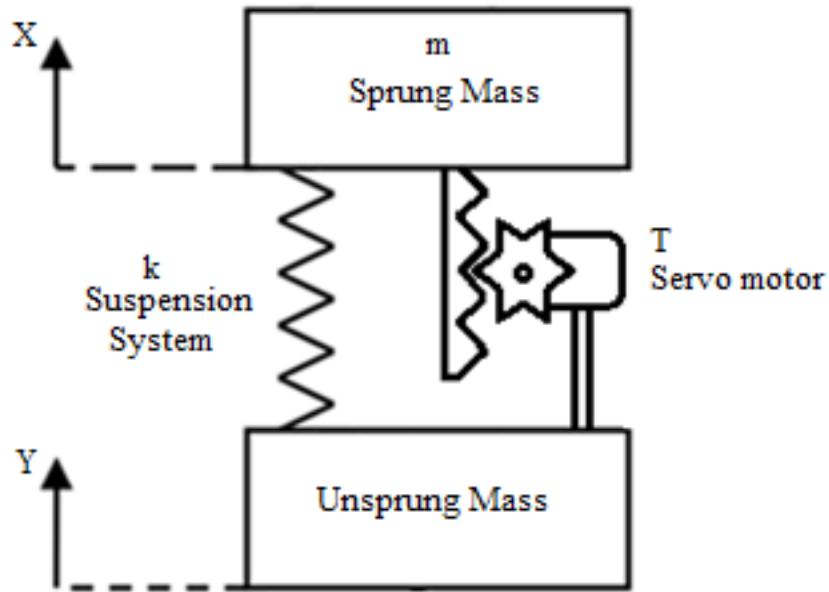 X
m
Sprung Mass
T
Servo motor
k
Suspension
System
Y
Unsprung Mass